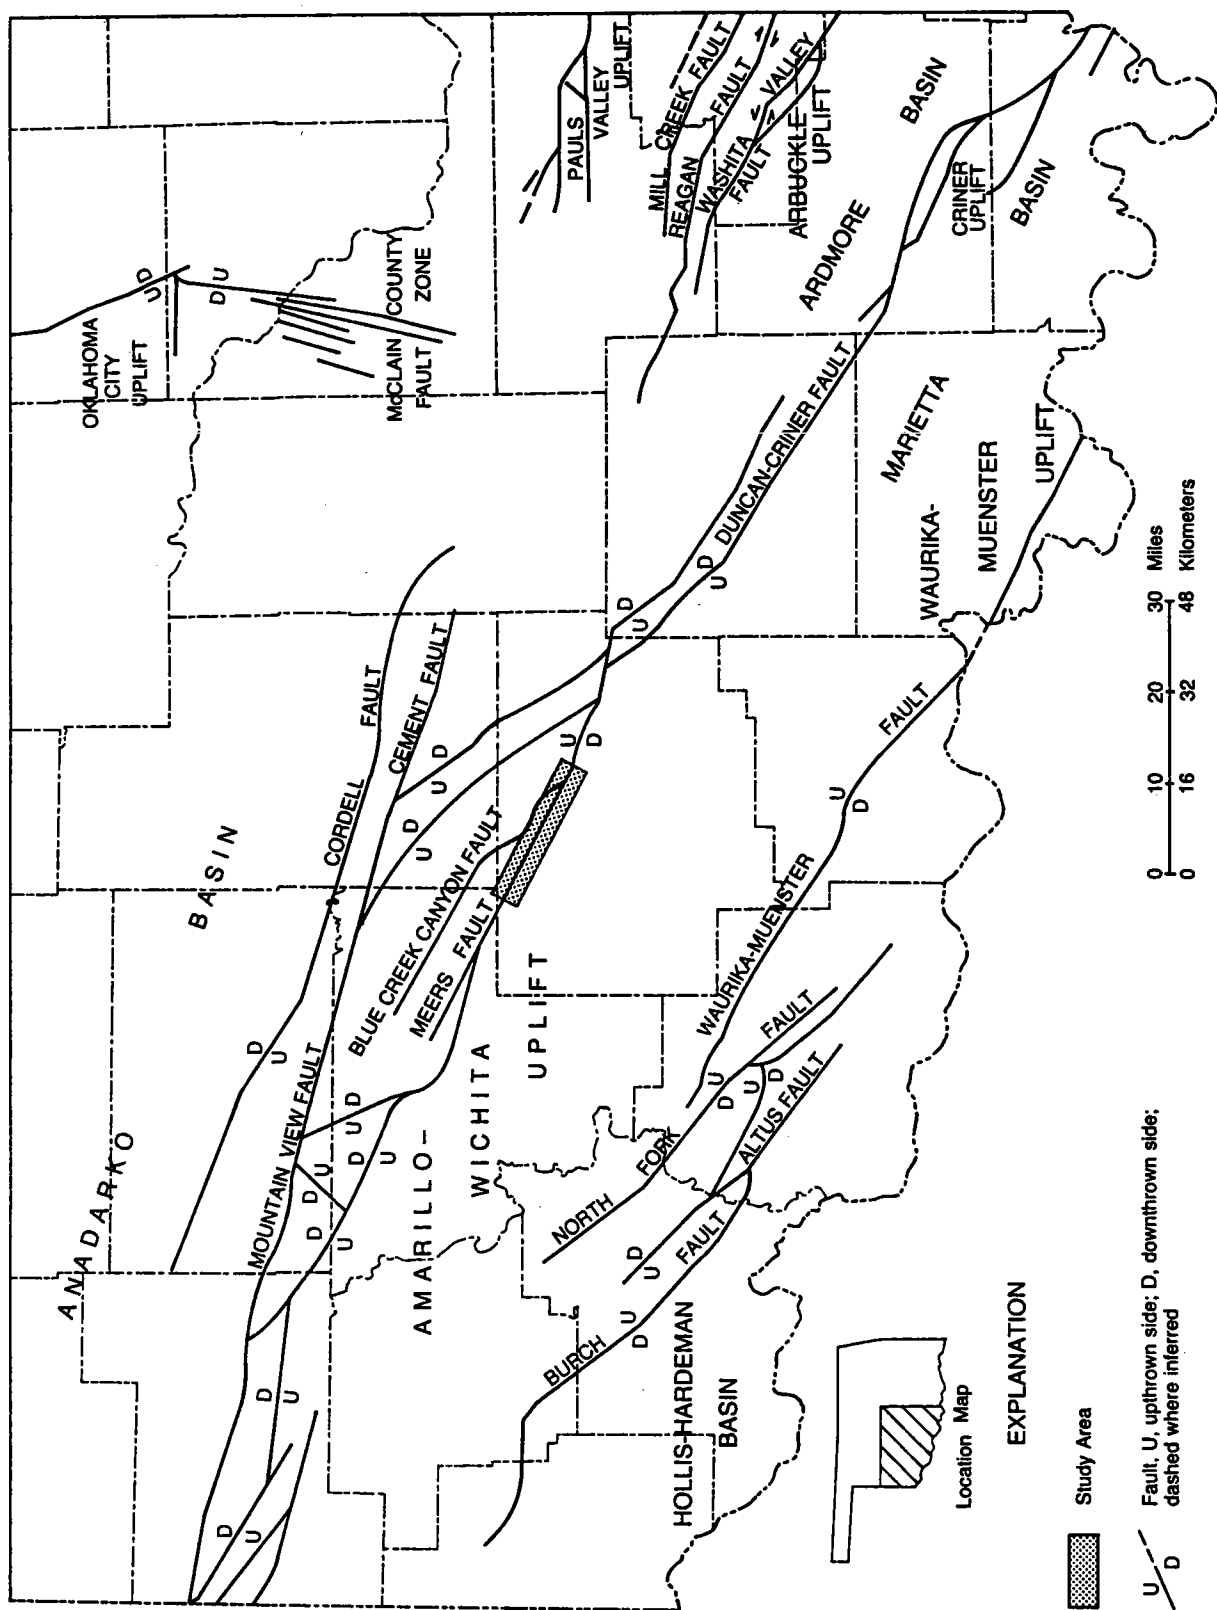 ANADARKO
BASIN
OKLAHOMA
CITY
UPLIFT
U
D
D
U
McCLAIN COUNTY
FAULT ZONE
PAULS
VALLEY
UPLIFT
MILL CREEK FAULT
REAGAN FAULT
WASHITA VALLEY
FAULT
ARBUCKLE
UPLIFT
ARDMORE
BASIN
CRINER
UPLIFT
MARIETTA
BASIN
WAURIKA-
MUENSTER
UPLIFT
CORDELL FAULT
D
U
MOUNTAIN VIEW FAULT
CEMENT FAULT
U D
U D
BLUE CREEK CANYON FAULT
MEERS FAULT
U
D
DUNCAN-CRINER FAULT
U D
U D
D
U
D
U
D U
D U
U D
D U
AMARILLO-
WICHITA
UPLIFT
WAURIKA-MUENSTER FAULT
U
D
NORTH FORK FAULT
D U
U D
ALTUS FAULT
U D
BURCH FAULT
D U
HOLLIS-HARDEMAN
BASIN
Location Map
0 10 20 30 Miles
0 16 32 48 Kilometers
EXPLANATION
Study Area
U
D
Fault, U, upthrown side; D, downthrown side;
dashed where inferred